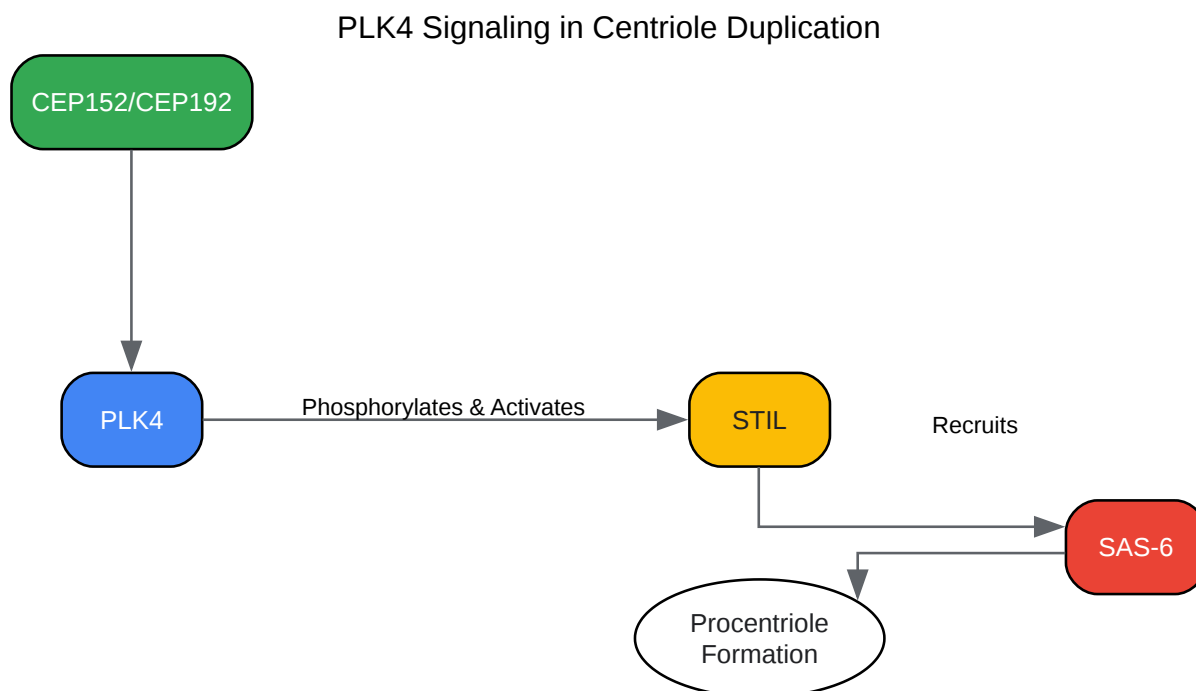 PLK4 Signaling in Centriole Duplication
CEP152/CEP192
PLK4
Phosphorylates & Activates
STIL
Recruits
SAS-6
Procentriole
Formation